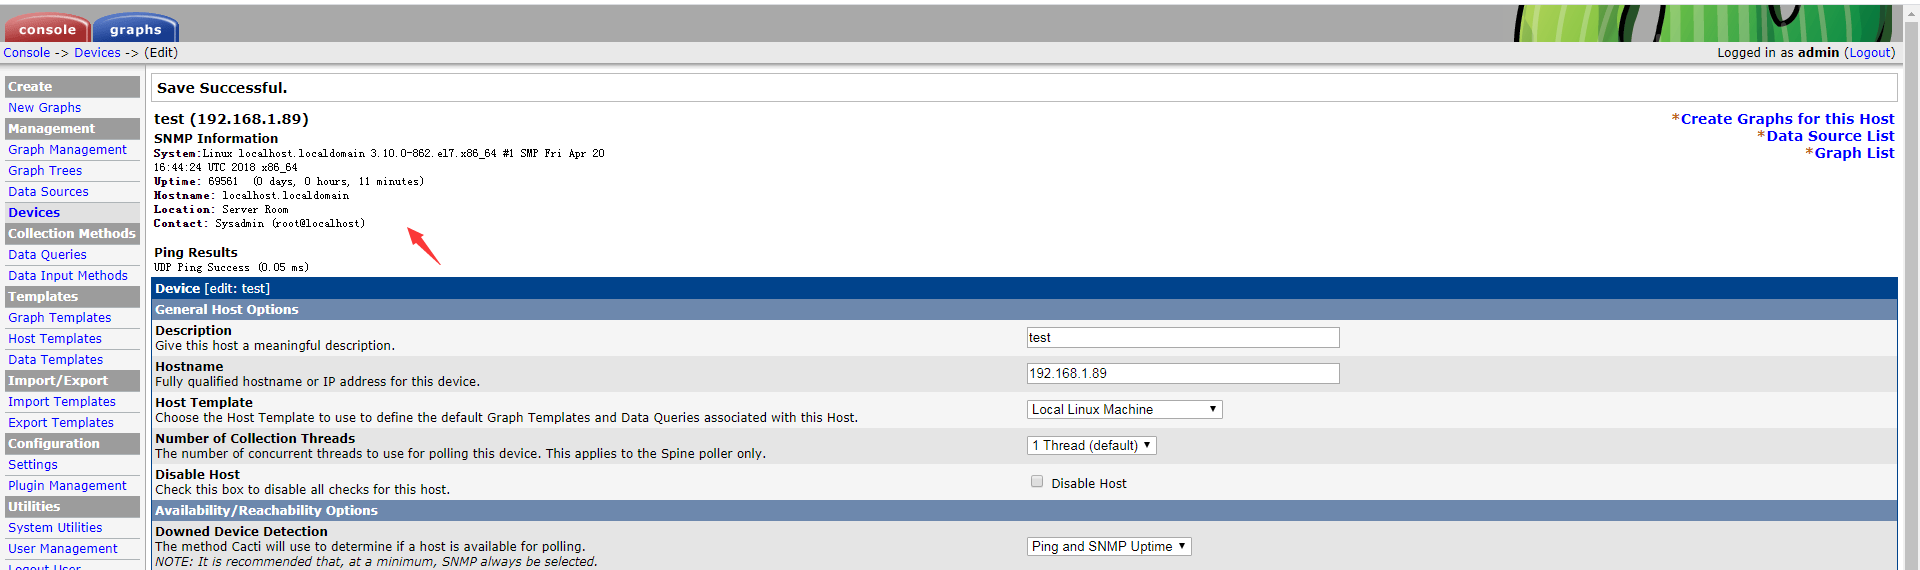 console graphs
Console -> Devices -> (Edit)
Logged in as admin (Logout)
Create
New Graphs
Management
Graph Management
Graph Trees
Data Sources
Devices
Collection Methods
Data Queries
Data Input Methods
Templates
Graph Templates
Host Templates
Data Templates
Import/Export
Import Templates
Export Templates
Configuration
Settings
Plugin Management
Utilities
System Utilities
User Management
Logout User
Save Successful.
test (192.168.1.89)
SNMP Information
System:Linux localhost.localdomain 3.10.0-862.el7.x86_64 #1 SMP Fri Apr 20
16:44:24 UTC 2018 x86_64
Uptime: 69561 (0 days, 0 hours, 11 minutes)
Hostname: localhost.localdomain
Location: Server Room
Contact: Sysadmin (root@localhost)
Ping Results
UDP Ping Success (0.05 ms)
*Create Graphs for this Host
*Data Source List
*Graph List
Device [edit: test]
General Host Options
Description
Give this host a meaningful description.
test
Hostname
Fully qualified hostname or IP address for this device.
192.168.1.89
Host Template
Choose the Host Template to use to define the default Graph Templates and Data Queries associated with this Host.
Local Linux Machine
Number of Collection Threads
The number of concurrent threads to use for polling this device. This applies to the Spine poller only.
1 Thread (default)
Disable Host
Check this box to disable all checks for this host.
Disable Host
Availability/Reachability Options
Downed Device Detection
The method Cacti will use to determine if a host is available for polling.
NOTE: It is recommended that, at a minimum, SNMP always be selected.
Ping and SNMP Uptime